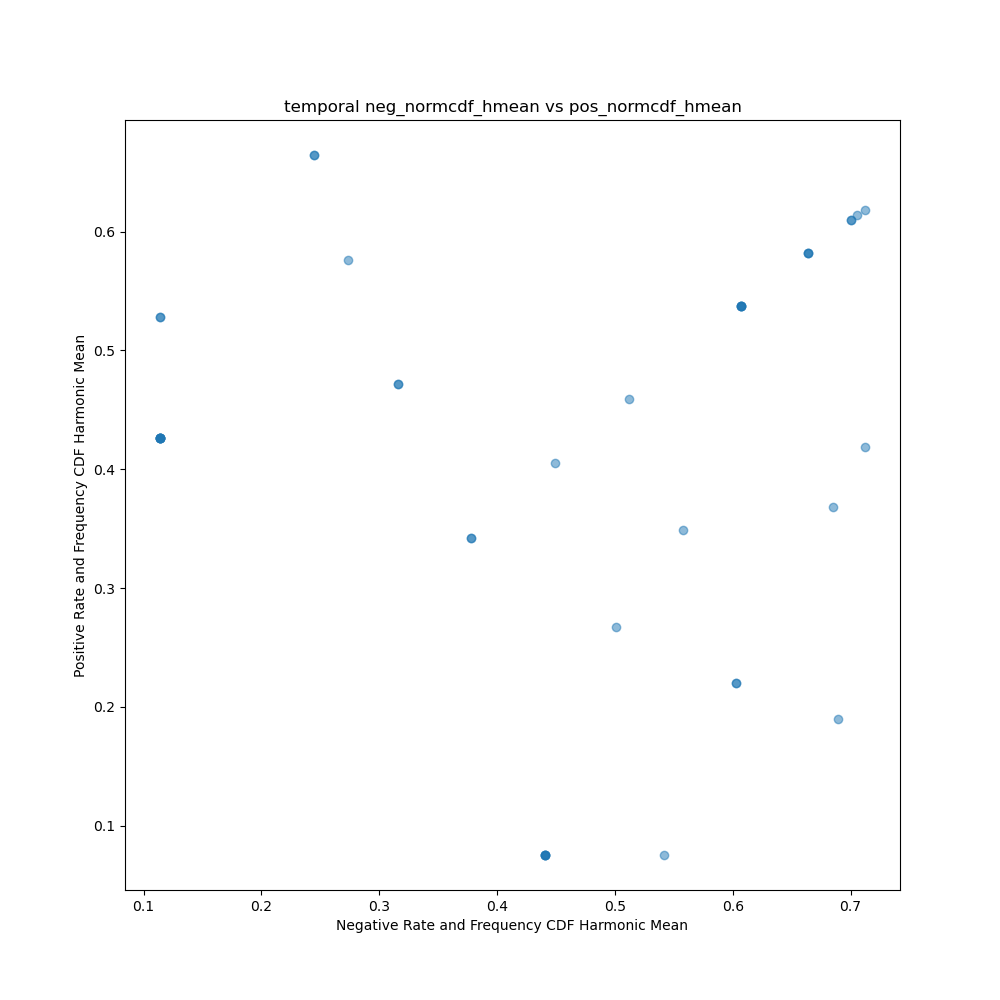 temporal neg_normcdf_hmean vs pos_normcdf_hmean
Positive Rate and Frequency CDF Harmonic Mean
0.6
0.5
0.4
0.3
0.2
0.1
0.1 0.2 0.3 0.4 0.5 0.6 0.7
Negative Rate and Frequency CDF Harmonic Mean